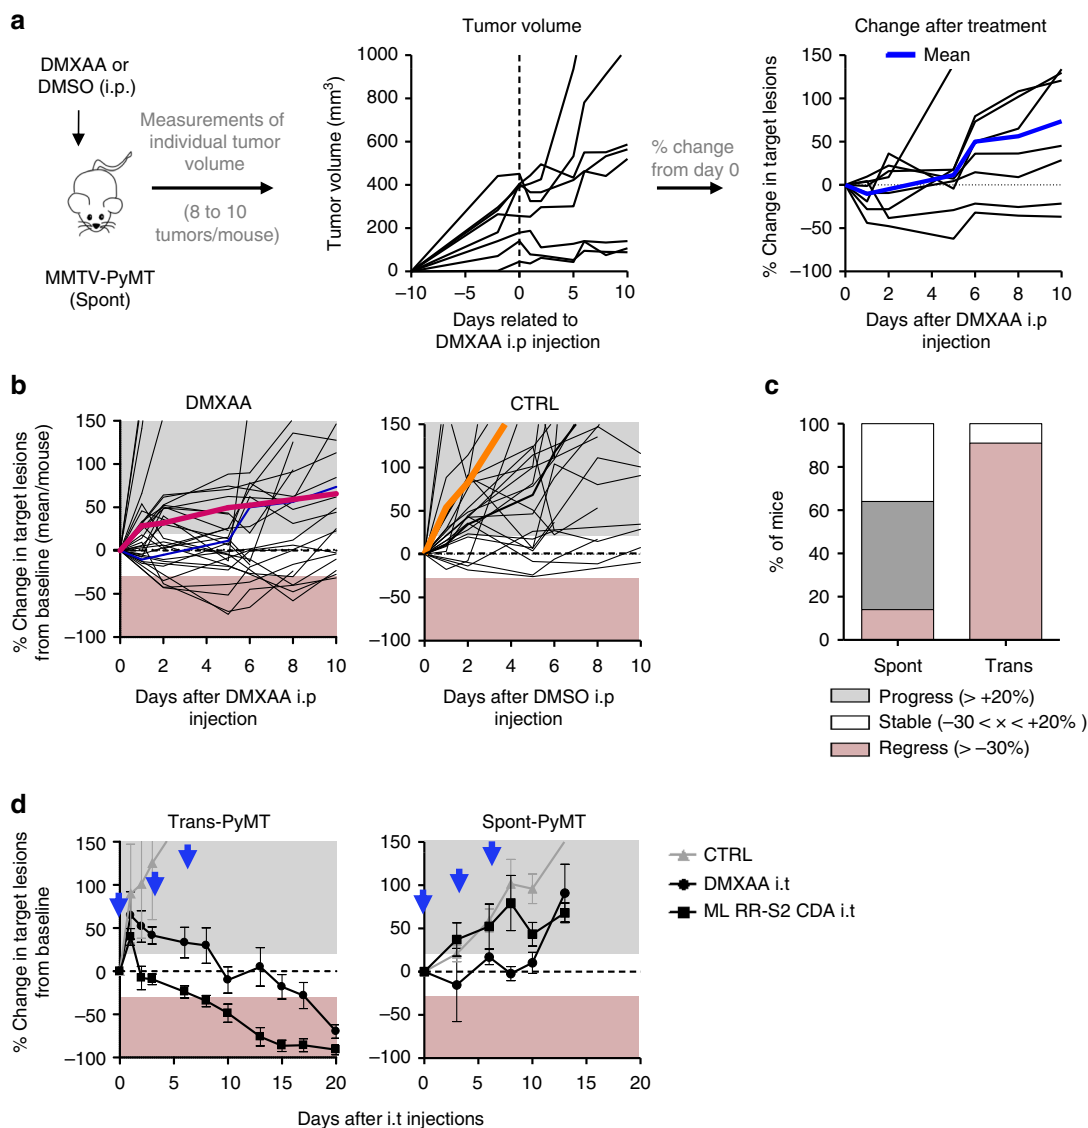 a
DMXAA or
DMSO (i.p.)
MMTV-PyMT
(Spont)
Measurements of
individual tumor
volume
(8 to 10
tumors/mouse)
Tumor volume
Tumor volume (mm3)
1000
800
600
400
200
0
−10 −5 0 5 10
Days related to
DMXAA i.p injection
% change
from day 0
Change after treatment
Mean
% Change in target lesions
150
100
50
0
−50
−100
0 2 4 6 8 10
Days after DMXAA i.p
injection
b
DMXAA
% Change in target lesions
from baseline (mean/mouse)
150
100
50
0
−50
−100
0 2 4 6 8 10
Days after DMXAA i.p
injection
CTRL
150
100
50
0
−50
−100
0 2 4 6 8 10
Days after DMSO i.p
injection
c
% of mice
100
80
60
40
20
0
Spont Trans
Progress (> +20%)
Stable (−30 < × < +20% )
Regress (> −30%)
d
Trans-PyMT
% Change in target lesions
from baseline
150
100
50
0
−50
−100
0 5 10 15 20
Spont-PyMT
150
100
50
0
−50
−100
0 5 10 15 20
Days after i.t injections
CTRL
DMXAA i.t
ML RR-S2 CDA i.t